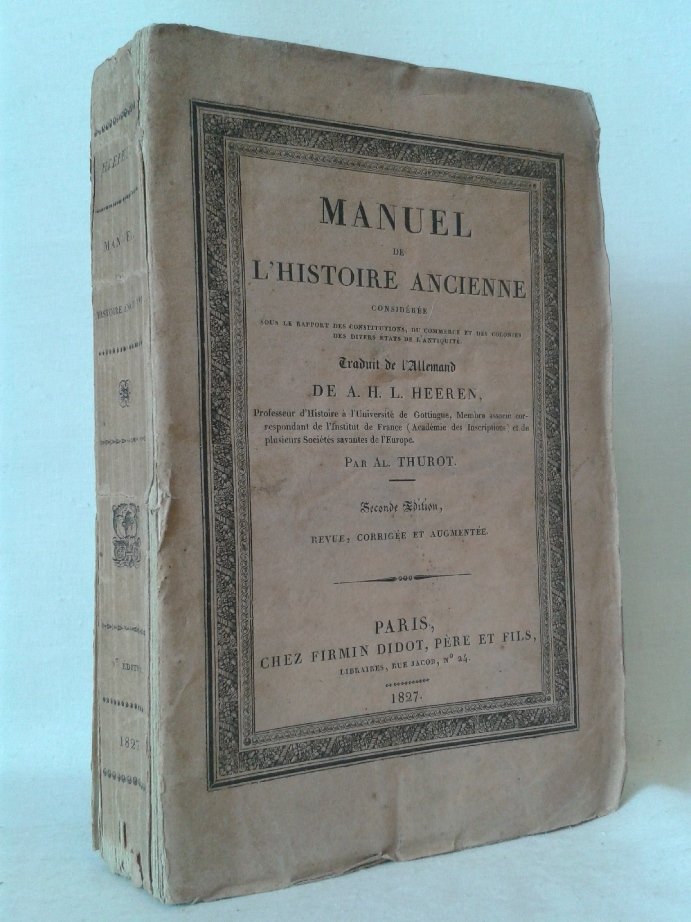 MANUEL
DE
L'HISTOIRE ANCIENNE
CONSIDÉRÉE
SOUS LE RAPPORT DES CONSTITUTIONS, DU COMMERCE ET DES COLONIES
DES DIVERS ETATS DE L'ANTIQUITÉ.
Traduit de l'Allemand
DE A. H. L. HEEREN,
Professeur d'Histoire à l'Université de Gottingue, Membre associé cor-
respondant de l'Institut de France (Académie des Inscriptions) et de
plusieurs Sociétés savantes de l'Europe.
PAR AL. THUROT.
Seconde Edition,
REVUE, CORRIGÉE ET AUGMENTÉE.
PARIS,
CHEZ FIRMIN DIDOT, PÈRE ET FILS,
LIBRAIRES, RUE JACOB, N° 24.
1827.
MANUEL
1827